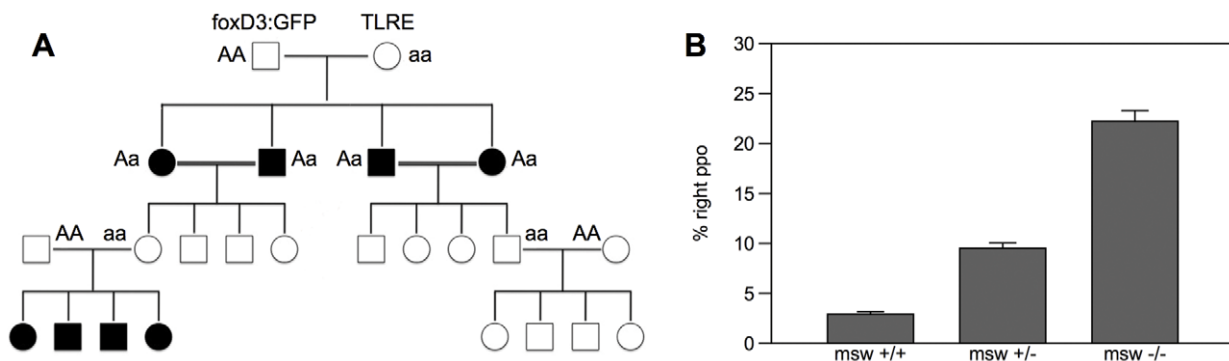 A
foxD3:GFP TLRE
AA aa
Aa Aa Aa Aa
AA aa aa AA
B
% right ppo
30
25
20
15
10
5
0
msw +/+ msw +/- msw -/-